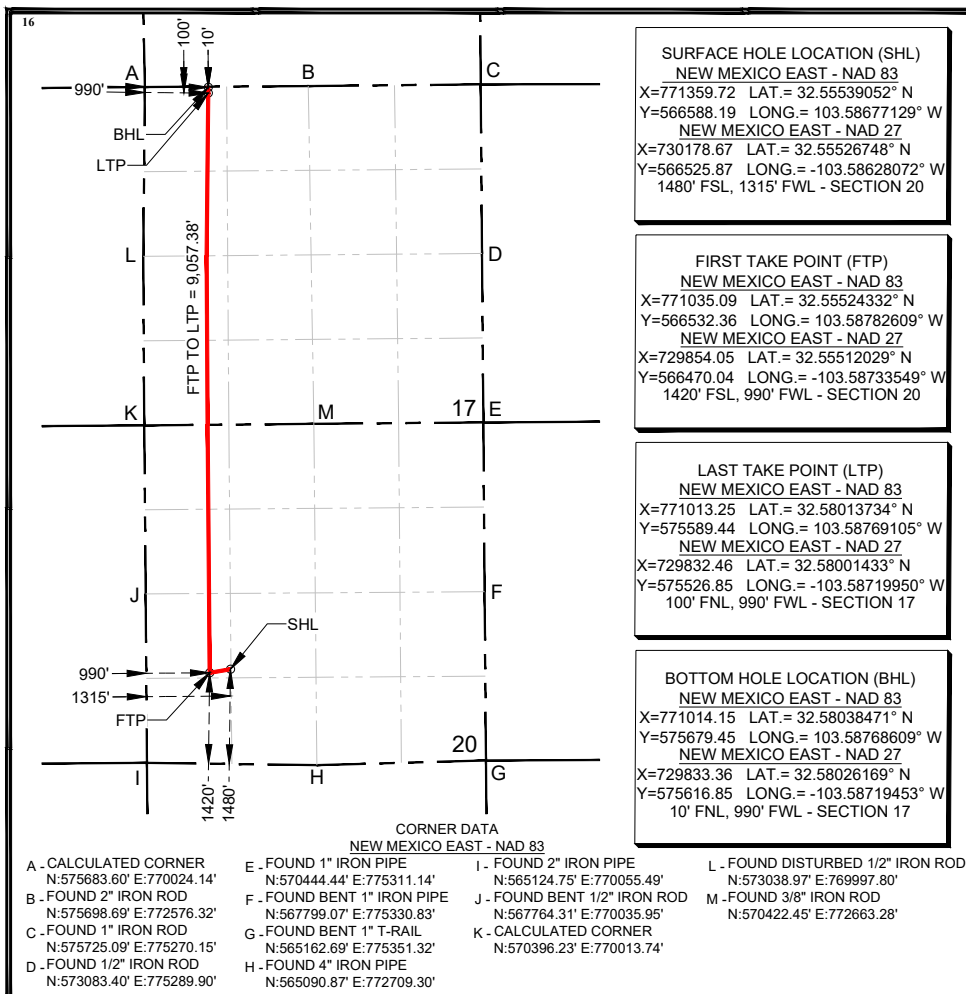 16
100'
10'
A
B
C
990'
BHL
LTP
L
D
FTP TO LTP = 9,057.38'
K
M
17
E
J
F
SHL
990'
1315'
FTP
20
I
H
G
1420'
1480'
SURFACE HOLE LOCATION (SHL)
NEW MEXICO EAST - NAD 83
X=771359.72 LAT.= 32.55539052° N
Y=566588.19 LONG.= 103.58677129° W
NEW MEXICO EAST - NAD 27
X=730178.67 LAT.= 32.55526748° N
Y=566525.87 LONG.= -103.58628072° W
1480' FSL, 1315' FWL - SECTION 20
FIRST TAKE POINT (FTP)
NEW MEXICO EAST - NAD 83
X=771035.09 LAT.= 32.55524332° N
Y=566532.36 LONG.= 103.58782609° W
NEW MEXICO EAST - NAD 27
X=729854.05 LAT.= 32.55512029° N
Y=566470.04 LONG.= -103.58733549° W
1420' FSL, 990' FWL - SECTION 20
LAST TAKE POINT (LTP)
NEW MEXICO EAST - NAD 83
X=771013.25 LAT.= 32.58013734° N
Y=575589.44 LONG.= 103.58769105° W
NEW MEXICO EAST - NAD 27
X=729832.46 LAT.= 32.58001433° N
Y=575526.85 LONG.= -103.58719950° W
100' FNL, 990' FWL - SECTION 17
BOTTOM HOLE LOCATION (BHL)
NEW MEXICO EAST - NAD 83
X=771014.15 LAT.= 32.58038471° N
Y=575679.45 LONG.= 103.58768609° W
NEW MEXICO EAST - NAD 27
X=729833.36 LAT.= 32.58026169° N
Y=575616.85 LONG.= -103.58719453° W
10' FNL, 990' FWL - SECTION 17
CORNER DATA
NEW MEXICO EAST - NAD 83
A - CALCULATED CORNER
N:575683.60' E:770024.14'
B - FOUND 2" IRON ROD
N:575698.69' E:772576.32'
C - FOUND 1" IRON ROD
N:575725.09' E:775270.15'
D - FOUND 1/2" IRON ROD
N:573083.40' E:775289.90'
E - FOUND 1" IRON PIPE
N:570444.44' E:775311.14'
F - FOUND BENT 1" IRON PIPE
N:567799.07' E:775330.83'
G - FOUND BENT 1" T-RAIL
N:565162.69' E:775351.32'
H - FOUND 4" IRON PIPE
N:565090.87' E:772709.30'
I - FOUND 2" IRON PIPE
N:565124.75' E:770055.49'
J - FOUND BENT 1/2" IRON ROD
N:567764.31' E:770035.95'
K - CALCULATED CORNER
N:570396.23' E:770013.74'
L - FOUND DISTURBED 1/2" IRON ROD
N:573038.97' E:769997.80'
M - FOUND 3/8" IRON ROD
N:570422.45' E:772663.28'